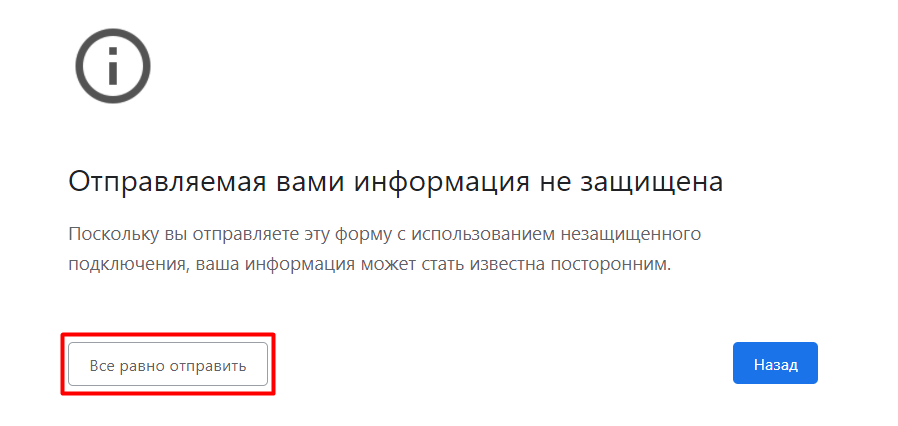 Отправляемая вами информация не защищена
Поскольку вы отправляете эту форму с использованием незащищенного
подключения, ваша информация может стать известна посторонним.
Все равно отправить
Назад